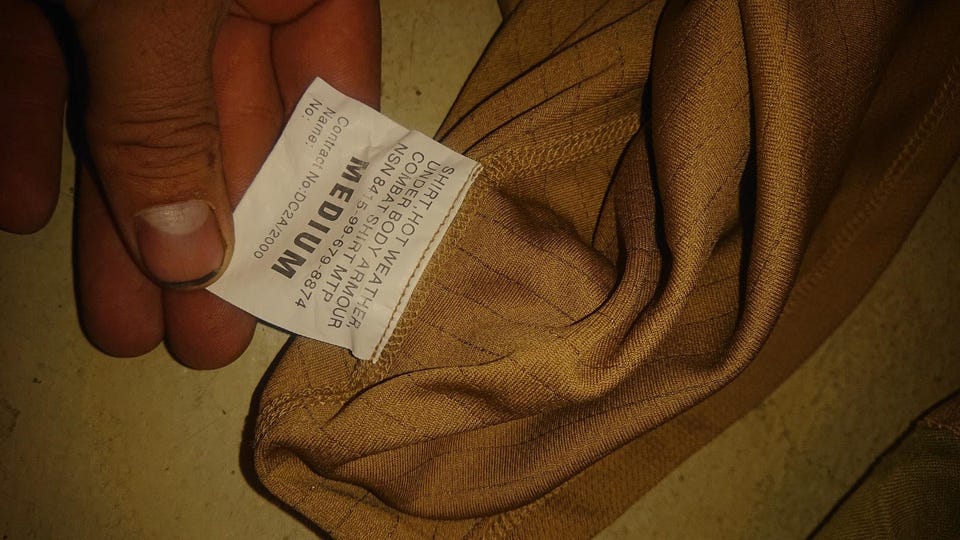 SHIRT HOT WEATHER,
UNDER BODY ARMOUR
COMBAT SHIRT MTP
NSN 8415-99-679-8874
MEDIUM
Contract No:DC2A/2000
Name:
No: